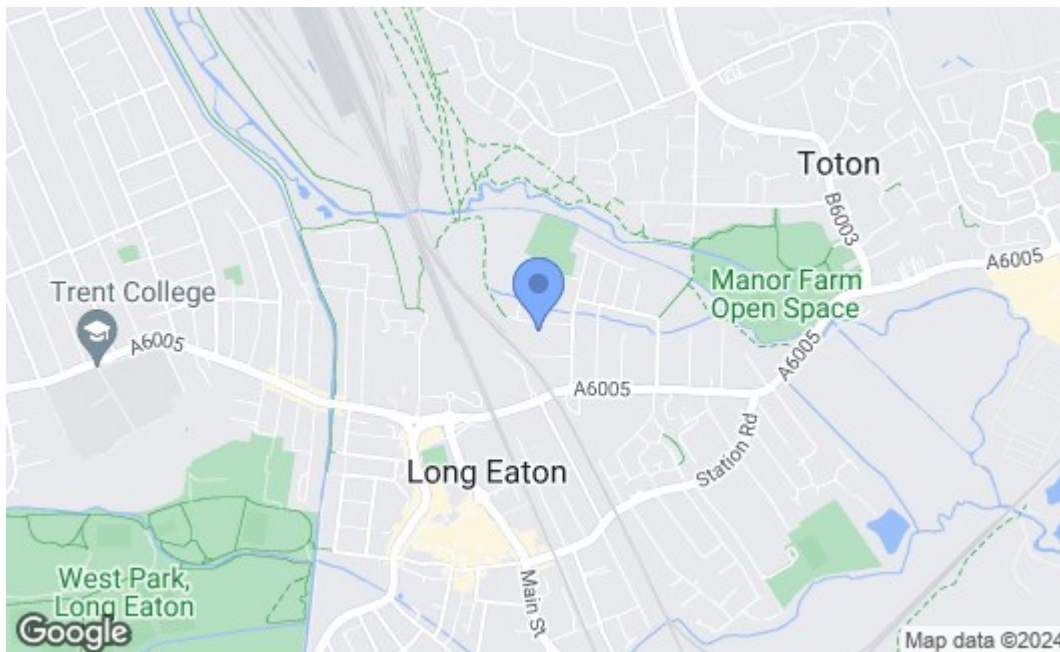 Toton
B6003
A6005
Manor Farm
Open Space
A6005
Trent College
A6005
A6005
Station Rd
Long Eaton
Main St
West Park,
Long Eaton
Google
Map data ©2024